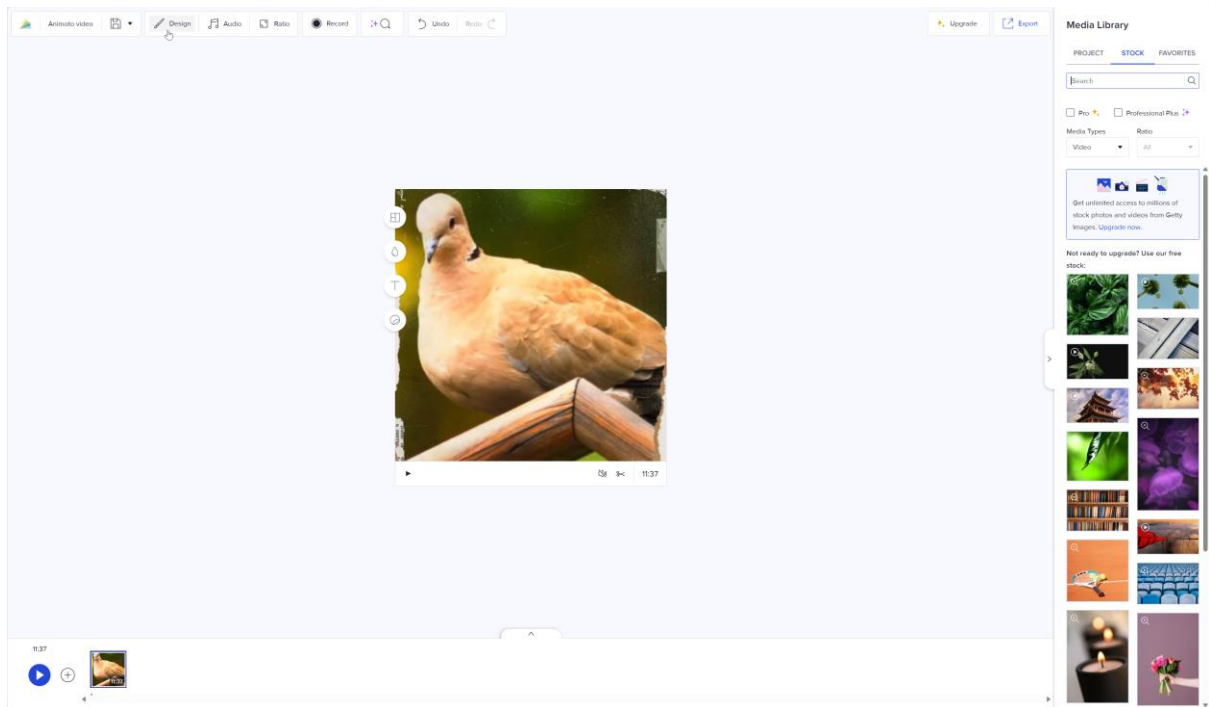 Animoto video
Design
Audio
Ratio
Record
Undo
Redo
Upgrade
Export
Media Library
PROJECT STOCK FAVORITES
Search
Pro
Professional Plus
Media Types Ratio
Video All
Get unlimited access to millions of
stock photos and videos from Getty
Images. Upgrade now.
Not ready to upgrade? Use our free
stock:
11:37
11:37
11:37